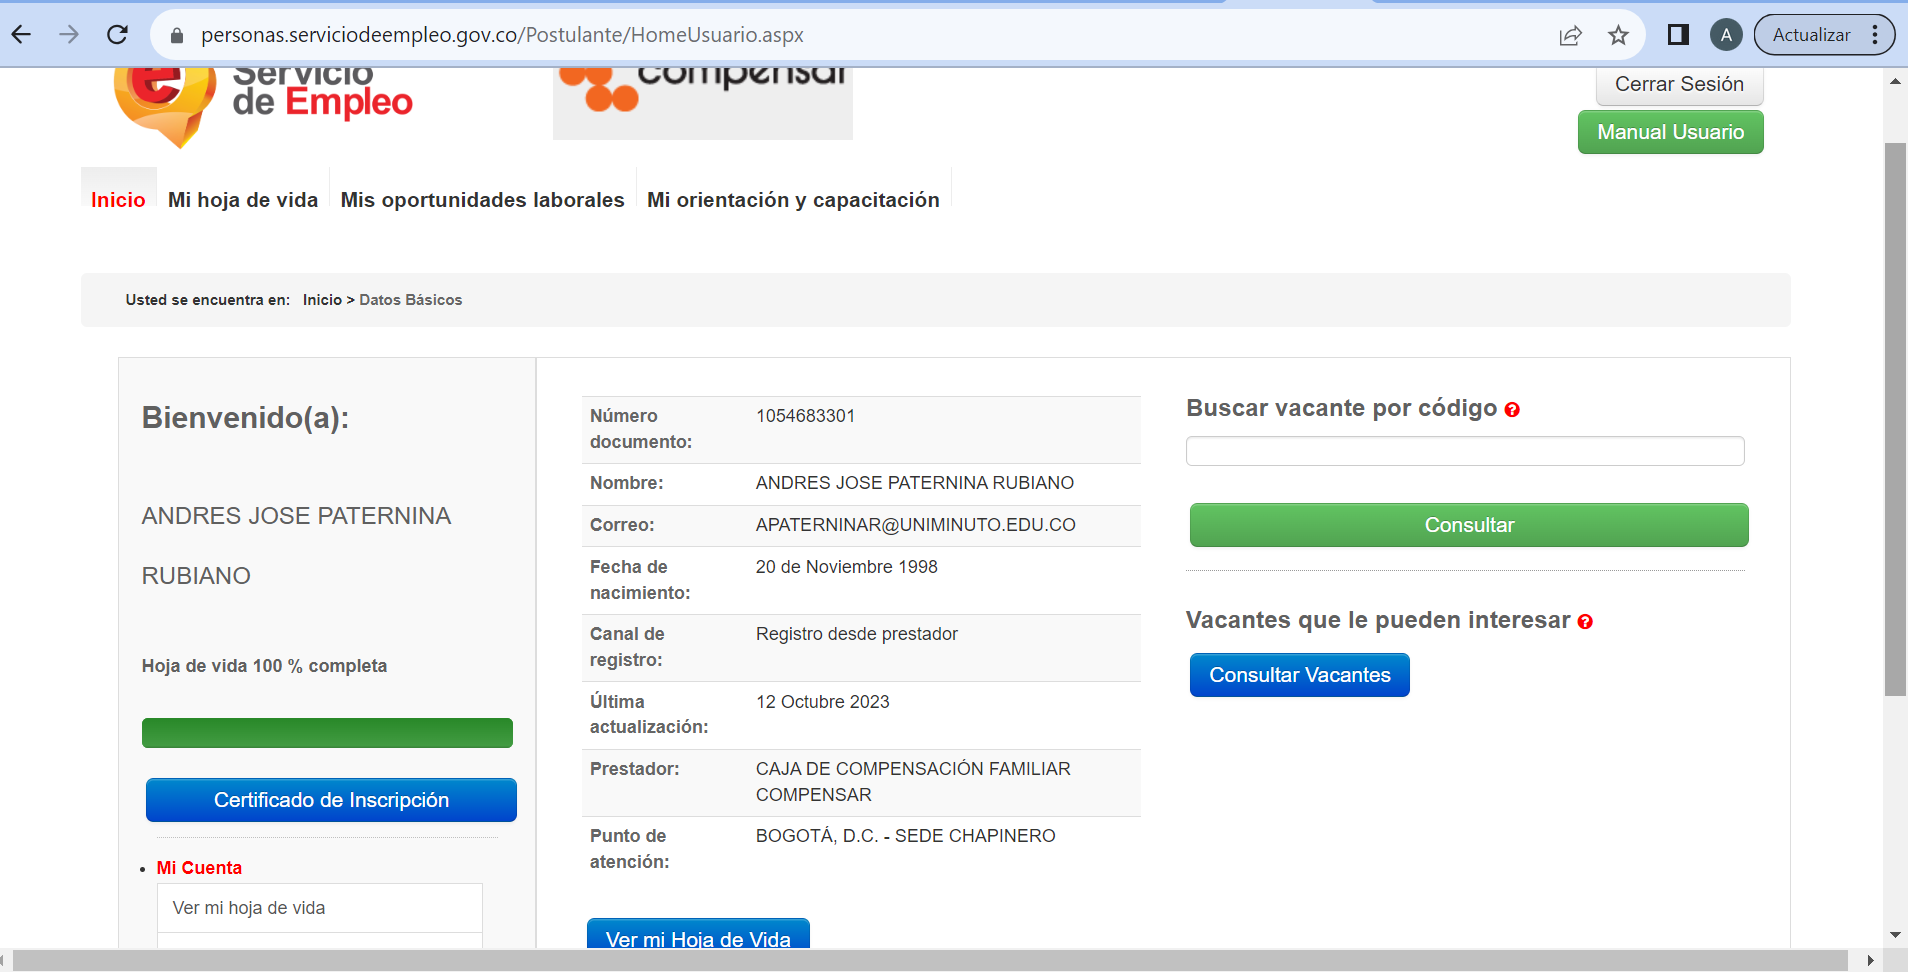 personas.serviciodeempleo.gov.co/Postulante/HomeUsuario.aspx
A
Actualizar
Servicio
de Empleo
compensar
Cerrar Sesión
Manual Usuario
Inicio
Mi hoja de vida
Mis oportunidades laborales
Mi orientación y capacitación
Usted se encuentra en: Inicio > Datos Básicos
Bienvenido(a):
ANDRES JOSE PATERNINA
RUBIANO
Hoja de vida 100 % completa
Certificado de Inscripción
Mi Cuenta
Ver mi hoja de vida
Número 1054683301
documento:
Nombre: ANDRES JOSE PATERNINA RUBIANO
Correo: APATERNINAR@UNIMINUTO.EDU.CO
Fecha de 20 de Noviembre 1998
nacimiento:
Canal de Registro desde prestador
registro:
Última 12 Octubre 2023
actualización:
Prestador: CAJA DE COMPENSACIÓN FAMILIAR
COMPENSAR
Punto de BOGOTÁ, D.C. - SEDE CHAPINERO
atención:
Ver mi Hoja de Vida
Buscar vacante por código ?
Consultar
Vacantes que le pueden interesar ?
Consultar Vacantes